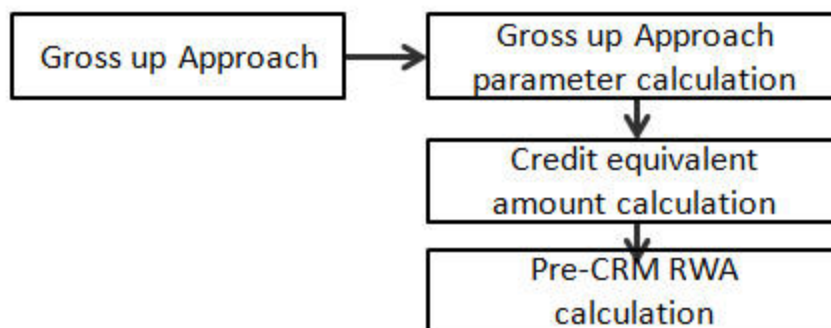 Gross up Approach
Gross up Approach
parameter calculation
Credit equivalent
amount calculation
Pre-CRM RWA
calculation